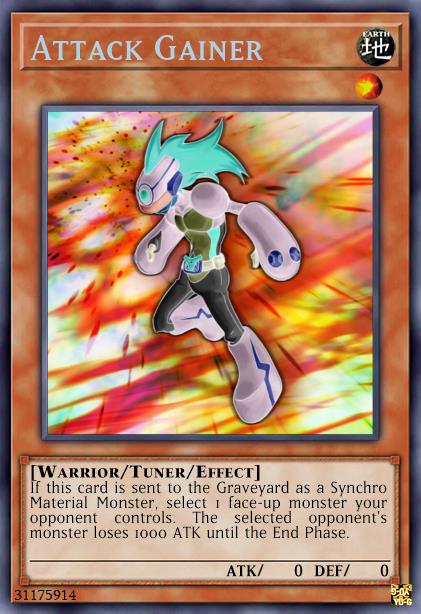 ATTACK GAINER
EARTH
地
[WARRIOR/TUNER/EFFECT]
If this card is sent to the Graveyard as a Synchro
Material Monster, select 1 face-up monster your
opponent controls. The selected opponent's
monster loses 1000 ATK until the End Phase.
ATK/ 0 DEF/ 0
31175914